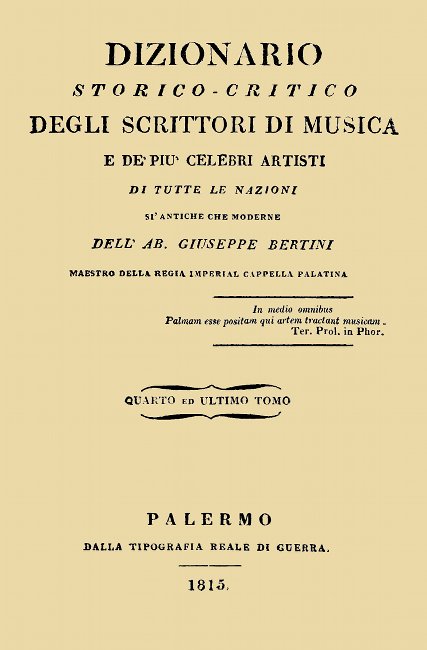 DIZIONARIO
STORICO-CRITICO
DEGLI SCRITTORI DI MUSICA
E DE' PIU' CELEBRI ARTISTI
DI TUTTE LE NAZIONI
SI' ANTICHE CHE MODERNE
DELL' AB. GIUSEPPE BERTINI
MAESTRO DELLA REGIA IMPERIAL CAPPELLA PALATINA
In medio omnibus
Palmam esse positam qui artem tractant musicam.
Ter. Prol. in Phor.
QUARTO ED ULTIMO TOMO
PALERMO
DALLA TIPOGRAFIA REALE DI GUERRA.
1815.